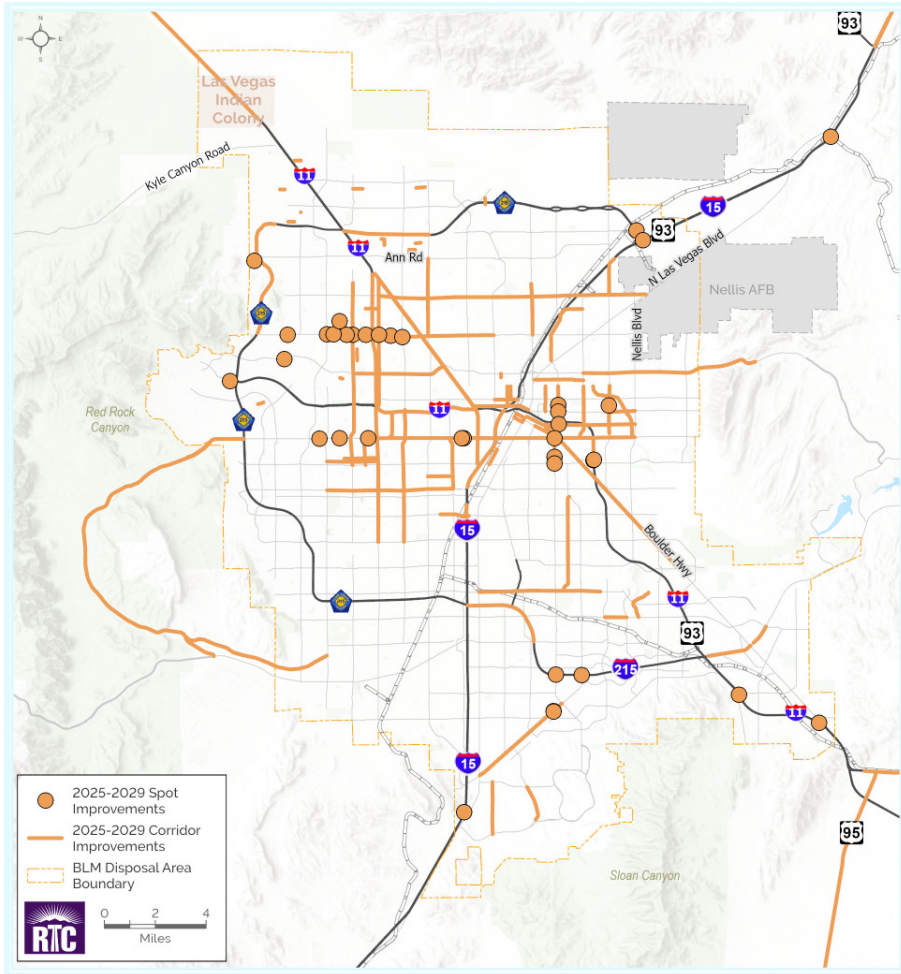 N
W
E
S
93
Las Vegas
Indian
Colony
Kyle Canyon Road
11
15
93
11
Ann Rd
N Las Vegas Blvd
Nellis AFB
Nellis Blvd
Red Rock
Canyon
11
15
Boulder Hwy
11
93
215
11
15
95
Sloan Canyon
2025-2029 Spot
Improvements
2025-2029 Corridor
Improvements
BLM Disposal Area
Boundary
RTC
0 2 4
Miles